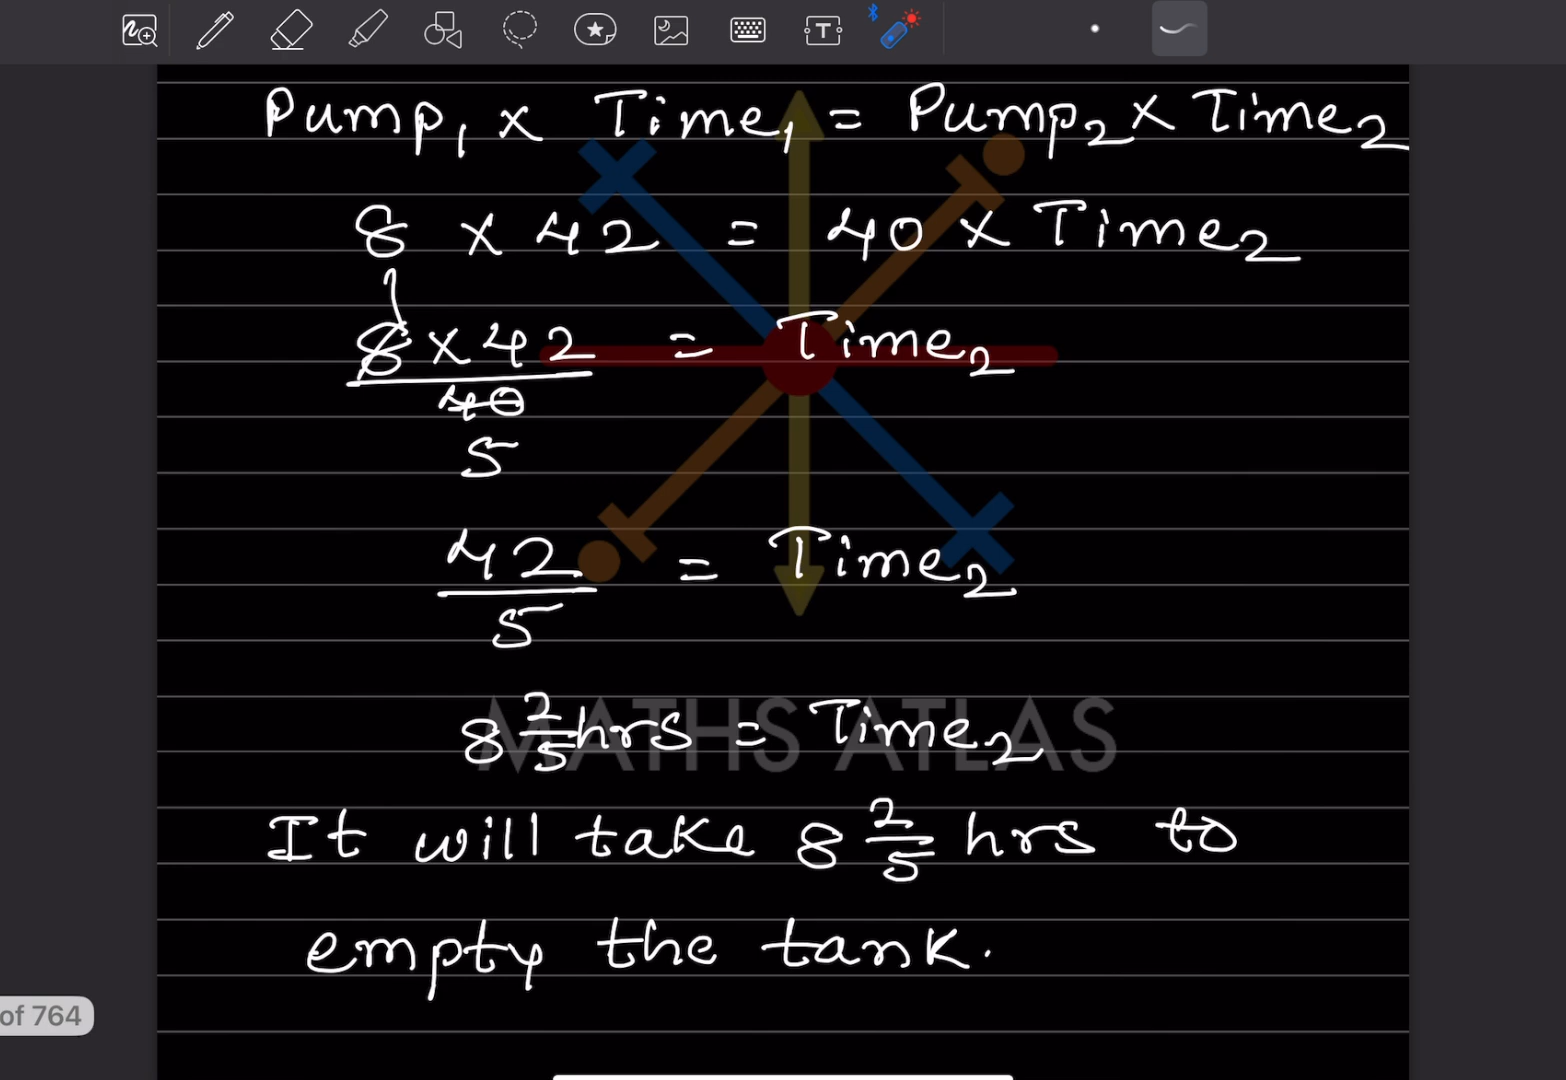 Pump₁ x Time₁ = Pump₂ x Time₂
8 x 42 = 40 x Time₂
1
8 x 42 = Time₂
40
5
42 = Time₂
5
8 2/5 hrs = Time₂
MATHS ATLAS
It will take 8 2/5 hrs to
empty the tank.
of 764